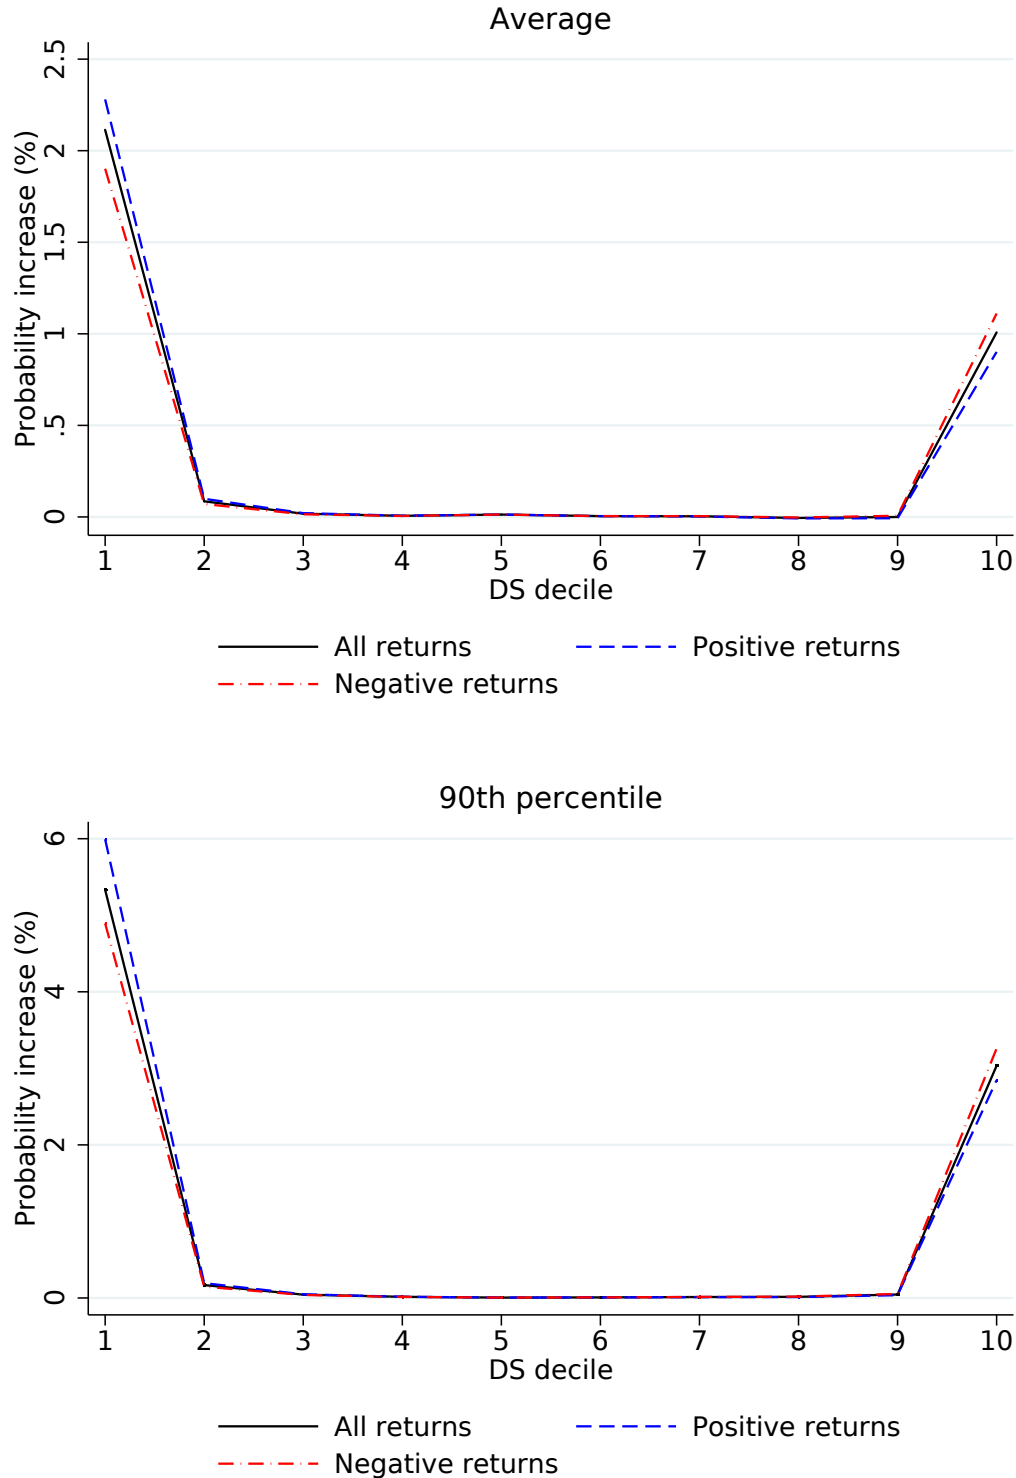 Average
Probability increase (%)
2.5
2
1.5
1
.5
0
1 2 3 4 5 6 7 8 9 10
DS decile
All returns Positive returns
Negative returns
90th percentile
Probability increase (%)
6
4
2
0
1 2 3 4 5 6 7 8 9 10
DS decile
All returns Positive returns
Negative returns